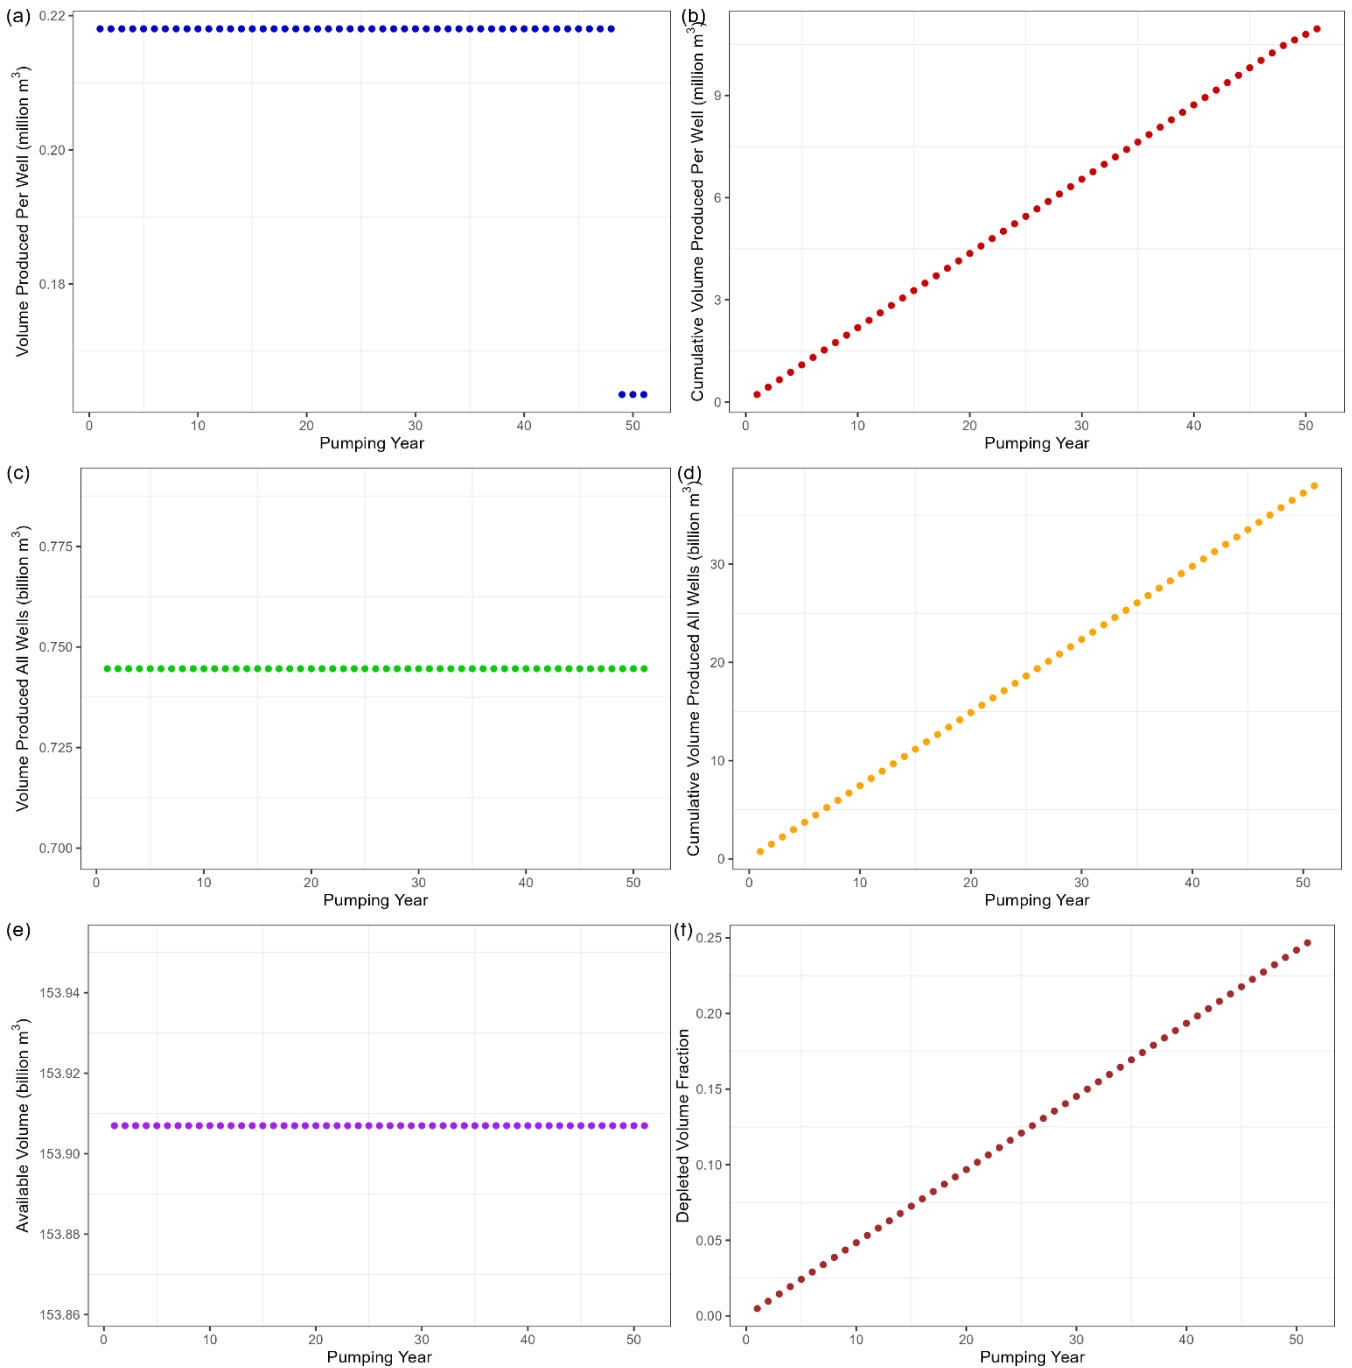 (a)
Volume Produced Per Well (million m³)
0.22
0.20
0.18
0 10 20 30 40 50
Pumping Year
(b)
Cumulative Volume Produced Per Well (million m³)
9
6
3
0
0 10 20 30 40 50
Pumping Year
(c)
Volume Produced All Wells (billion m³)
0.775
0.750
0.725
0.700
0 10 20 30 40 50
Pumping Year
(d)
Cumulative Volume Produced All Wells (billion m³)
30
20
10
0
0 10 20 30 40 50
Pumping Year
(e)
Available Volume (billion m³)
153.94
153.92
153.90
153.88
153.86
0 10 20 30 40 50
Pumping Year
(f)
Depleted Volume Fraction
0.25
0.20
0.15
0.10
0.05
0.00
0 10 20 30 40 50
Pumping Year